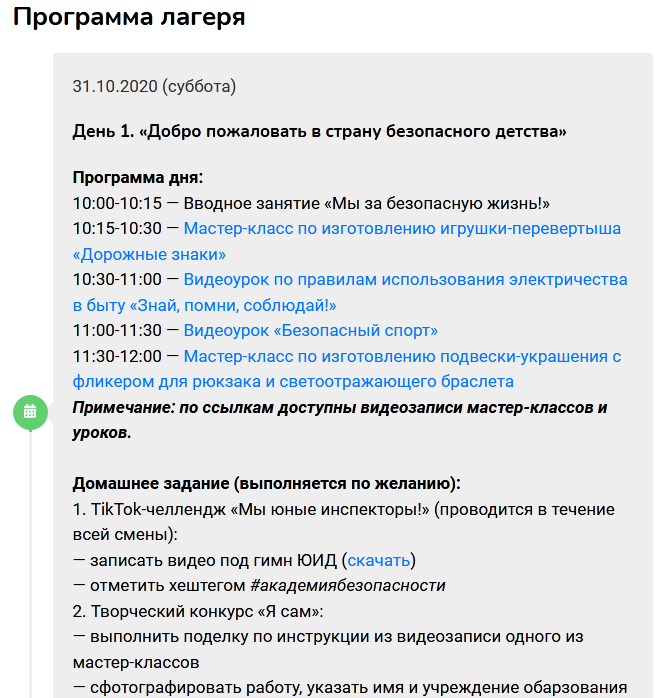 Программа лагеря
31.10.2020 (суббота)
День 1. «Добро пожаловать в страну безопасного детства»
Программа дня:
10:00-10:15 — Вводное занятие «Мы за безопасную жизнь!»
10:15-10:30 — Мастер-класс по изготовлению игрушки-перевертыша
«Дорожные знаки»
10:30-11:00 — Видеоурок по правилам использования электричества
в быту «Знай, помни, соблюдай!»
11:00-11:30 — Видеоурок «Безопасный спорт»
11:30-12:00 — Мастер-класс по изготовлению подвески-украшения с
фликером для рюкзака и светоотражающего браслета
Примечание: по ссылкам доступны видеозаписи мастер-классов и
уроков.
Домашнее задание (выполняется по желанию):
1. TikTok-челлендж «Мы юные инспекторы!» (проводится в течение
всей смены):
— записать видео под гимн ЮИД (скачать)
— отметить хештегом #академиябезопасности
2. Творческий конкурс «Я сам»:
— выполнить поделку по инструкции из видеозаписи одного из
мастер-классов
— сфотографировать работу, указать имя и учреждение обарзования